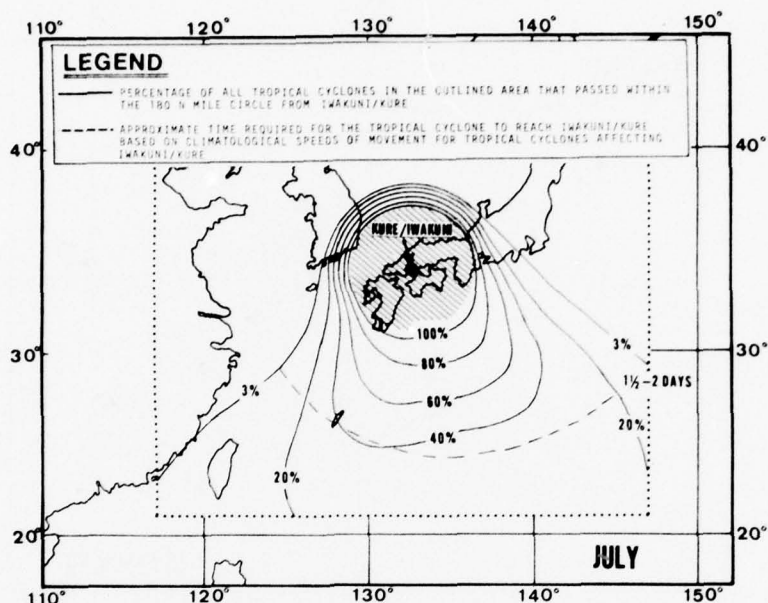 110° 120° 130° 140° 150°
LEGEND
PERCENTAGE OF ALL TROPICAL CYCLONES IN THE OUTLINED AREA THAT PASSED WITHIN
THE 180 N MILE CIRCLE FROM IWAKUNI/KURE
APPROXIMATE TIME REQUIRED FOR THE TROPICAL CYCLONE TO REACH IWAKUNI/KURE
BASED ON CLIMATOLOGICAL SPEEDS OF MOVEMENT FOR TROPICAL CYCLONES AFFECTING
IWAKUNI/KURE
40° 40°
KURE/IWAKUNI
100%
3%
30° 30°
80%
1½-2 DAYS
3%
60%
20%
40%
20%
20° 20°
JULY
110° 120° 130° 140° 150°